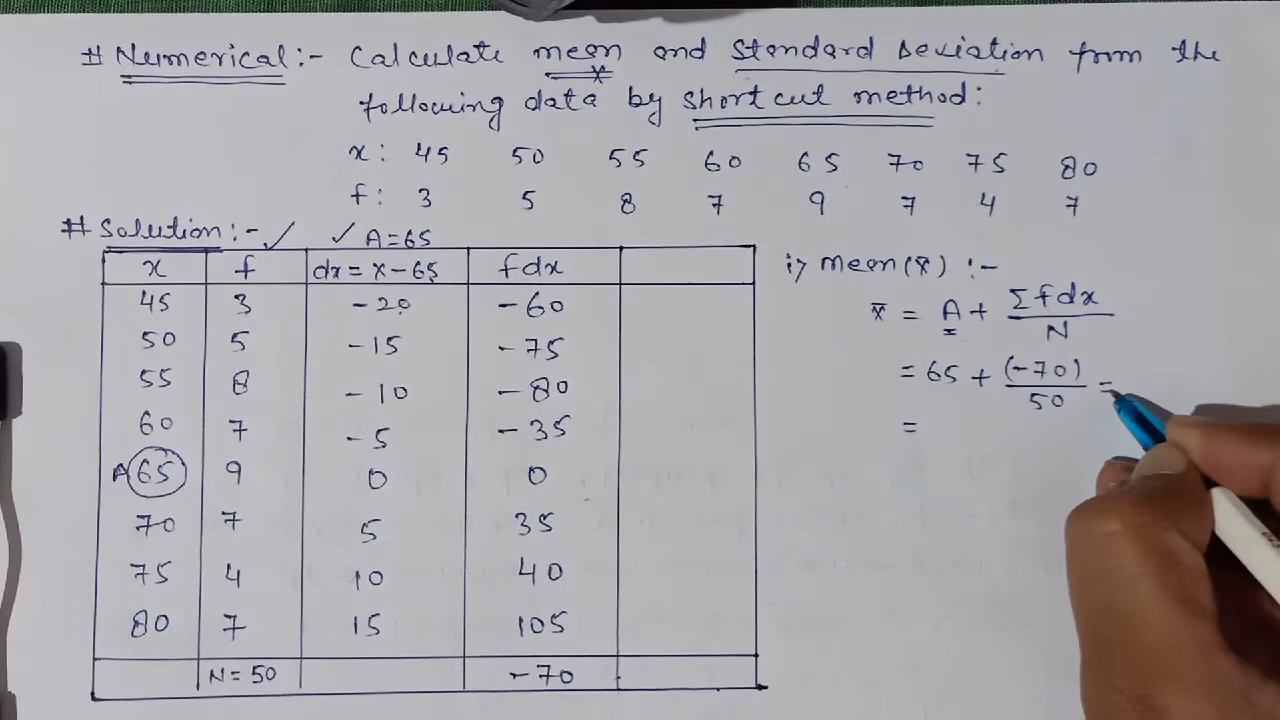 # Numerical:- Calculate mean and Standard Deviation from the
following data by short cut method:
x: 45 50 55 60 65 70 75 80
f: 3 5 8 7 9 7 4 7
# Solution:- ✓ ✓ A=65
x f dx = x-65 fdx
45 3 -20 -60
50 5 -15 -75
55 8 -10 -80
60 7 -5 -35
A 65 9 0 0
70 7 5 35
75 4 10 40
80 7 15 105
N = 50 -70
i) mean(x̄) :-
x̄ = A + Σfdx/N
= 65 + (-70)/50 =
=